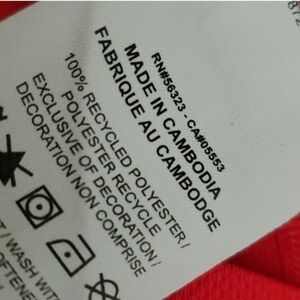 RN#56323 - CA#05553
MADE IN CAMBODIA
FABRIQUE AU CAMBODGE
100% RECYCLED POLYESTER /
POLYESTER RECYCLE
EXCLUSIVE OF DECORATION /
DECORATION NON COMPRISE
/ WASH WITH